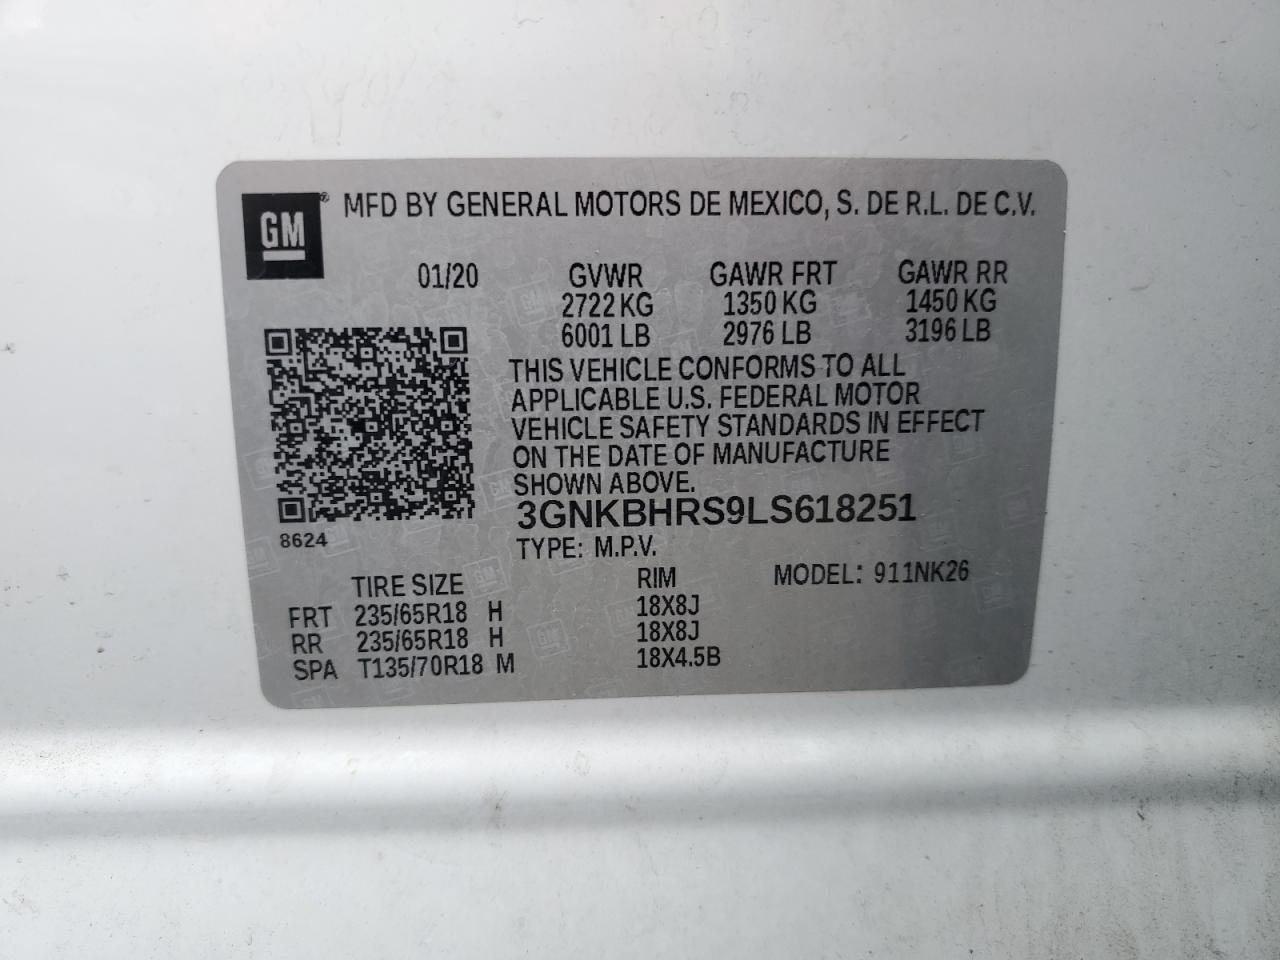 GM® MFD BY GENERAL MOTORS DE MEXICO, S. DE R.L. DE C.V.
01/20 GVWR GAWR FRT GAWR RR
2722 KG 1350 KG 1450 KG
6001 LB 2976 LB 3196 LB
THIS VEHICLE CONFORMS TO ALL
APPLICABLE U.S. FEDERAL MOTOR
VEHICLE SAFETY STANDARDS IN EFFECT
ON THE DATE OF MANUFACTURE
SHOWN ABOVE.
3GNKBHRS9LS618251
8624
TYPE: M.P.V.
TIRE SIZE RIM MODEL: 911NK26
FRT 235/65R18 H 18X8J
RR 235/65R18 H 18X8J
SPA T135/70R18 M 18X4.5B